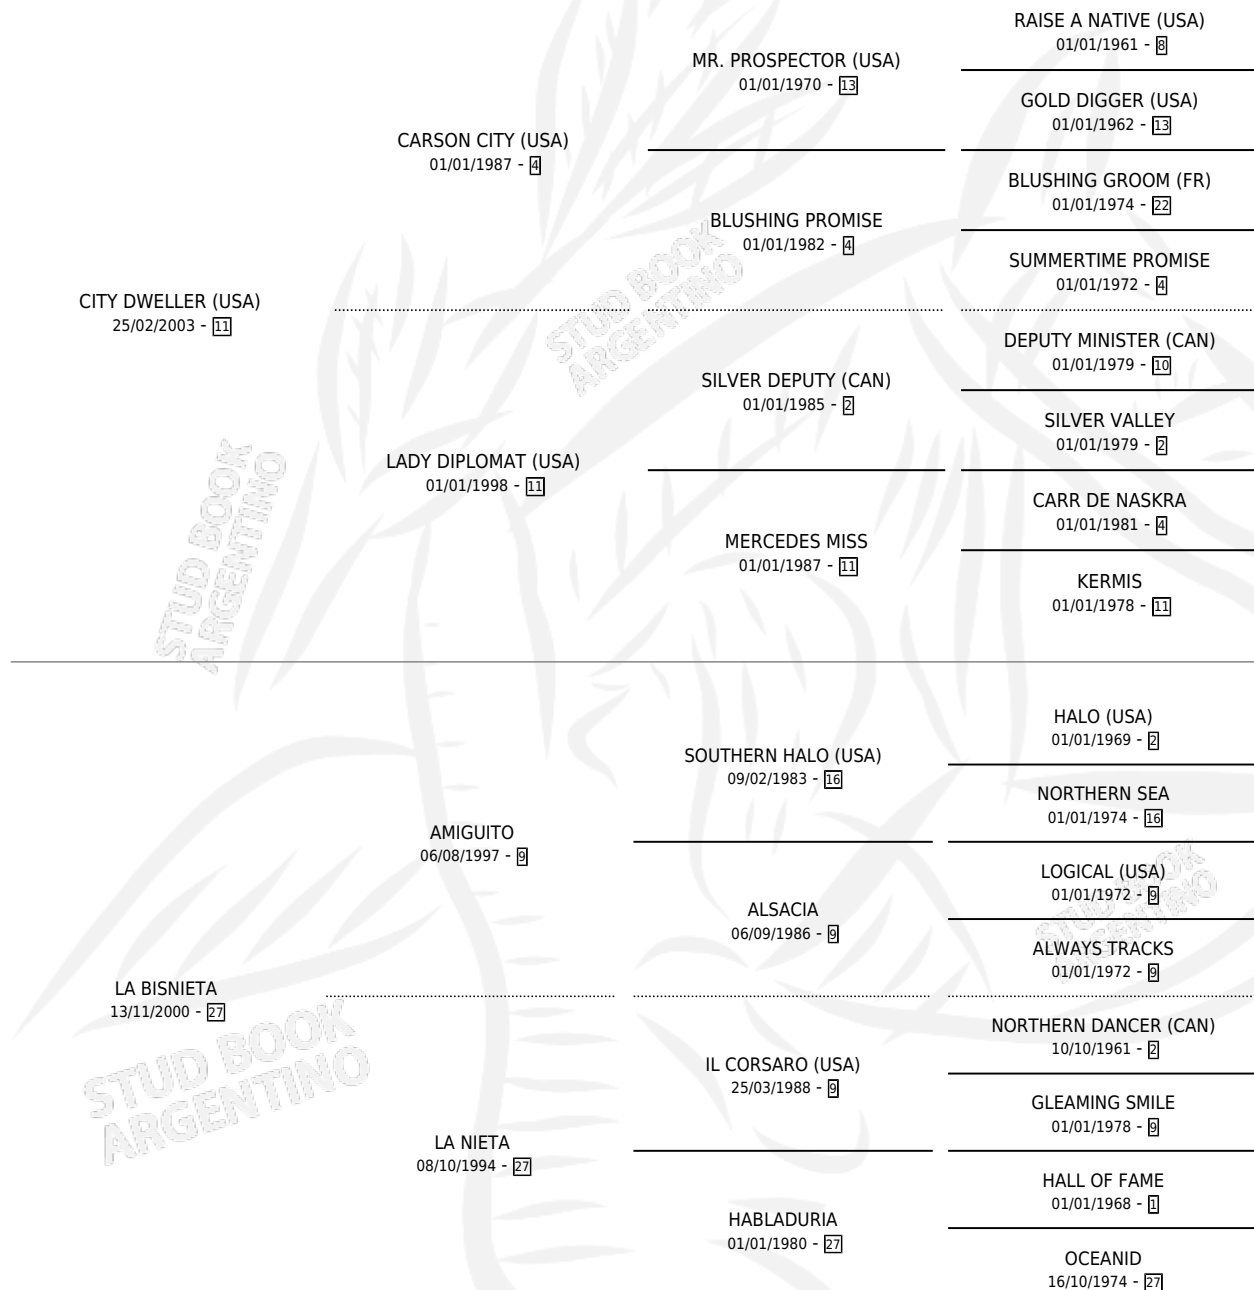 RAISE A NATIVE (USA)
01/01/1961 - 8
MR. PROSPECTOR (USA)
01/01/1970 - 13
GOLD DIGGER (USA)
01/01/1962 - 13
CARSON CITY (USA)
01/01/1987 - 4
BLUSHING GROOM (FR)
01/01/1974 - 22
BLUSHING PROMISE
01/01/1982 - 4
SUMMERTIME PROMISE
01/01/1972 - 4
CITY DWELLER (USA)
25/02/2003 - 11
STUD BOOK
ARGENTINO
DEPUTY MINISTER (CAN)
01/01/1979 - 10
SILVER DEPUTY (CAN)
01/01/1985 - 2
SILVER VALLEY
01/01/1979 - 2
LADY DIPLOMAT (USA)
01/01/1998 - 11
CARR DE NASKRA
01/01/1981 - 4
MERCEDES MISS
01/01/1987 - 11
KERMIS
01/01/1978 - 11
STUD BOOK
ARGENTINO
HALO (USA)
01/01/1969 - 2
SOUTHERN HALO (USA)
09/02/1983 - 16
NORTHERN SEA
01/01/1974 - 16
AMIGUITO
06/08/1997 - 9
LOGICAL (USA)
01/01/1972 - 9
ALSACIA
06/09/1986 - 9
ALWAYS TRACKS
01/01/1972 - 9
STUD BOOK
ARGENTINO
LA BISNIETA
13/11/2000 - 27
NORTHERN DANCER (CAN)
10/10/1961 - 2
IL CORSARO (USA)
25/03/1988 - 9
GLEAMING SMILE
01/01/1978 - 9
STUD BOOK
ARGENTINO
LA NIETA
08/10/1994 - 27
HALL OF FAME
01/01/1968 - 1
HABLADURIA
01/01/1980 - 27
OCEANID
16/10/1974 - 27